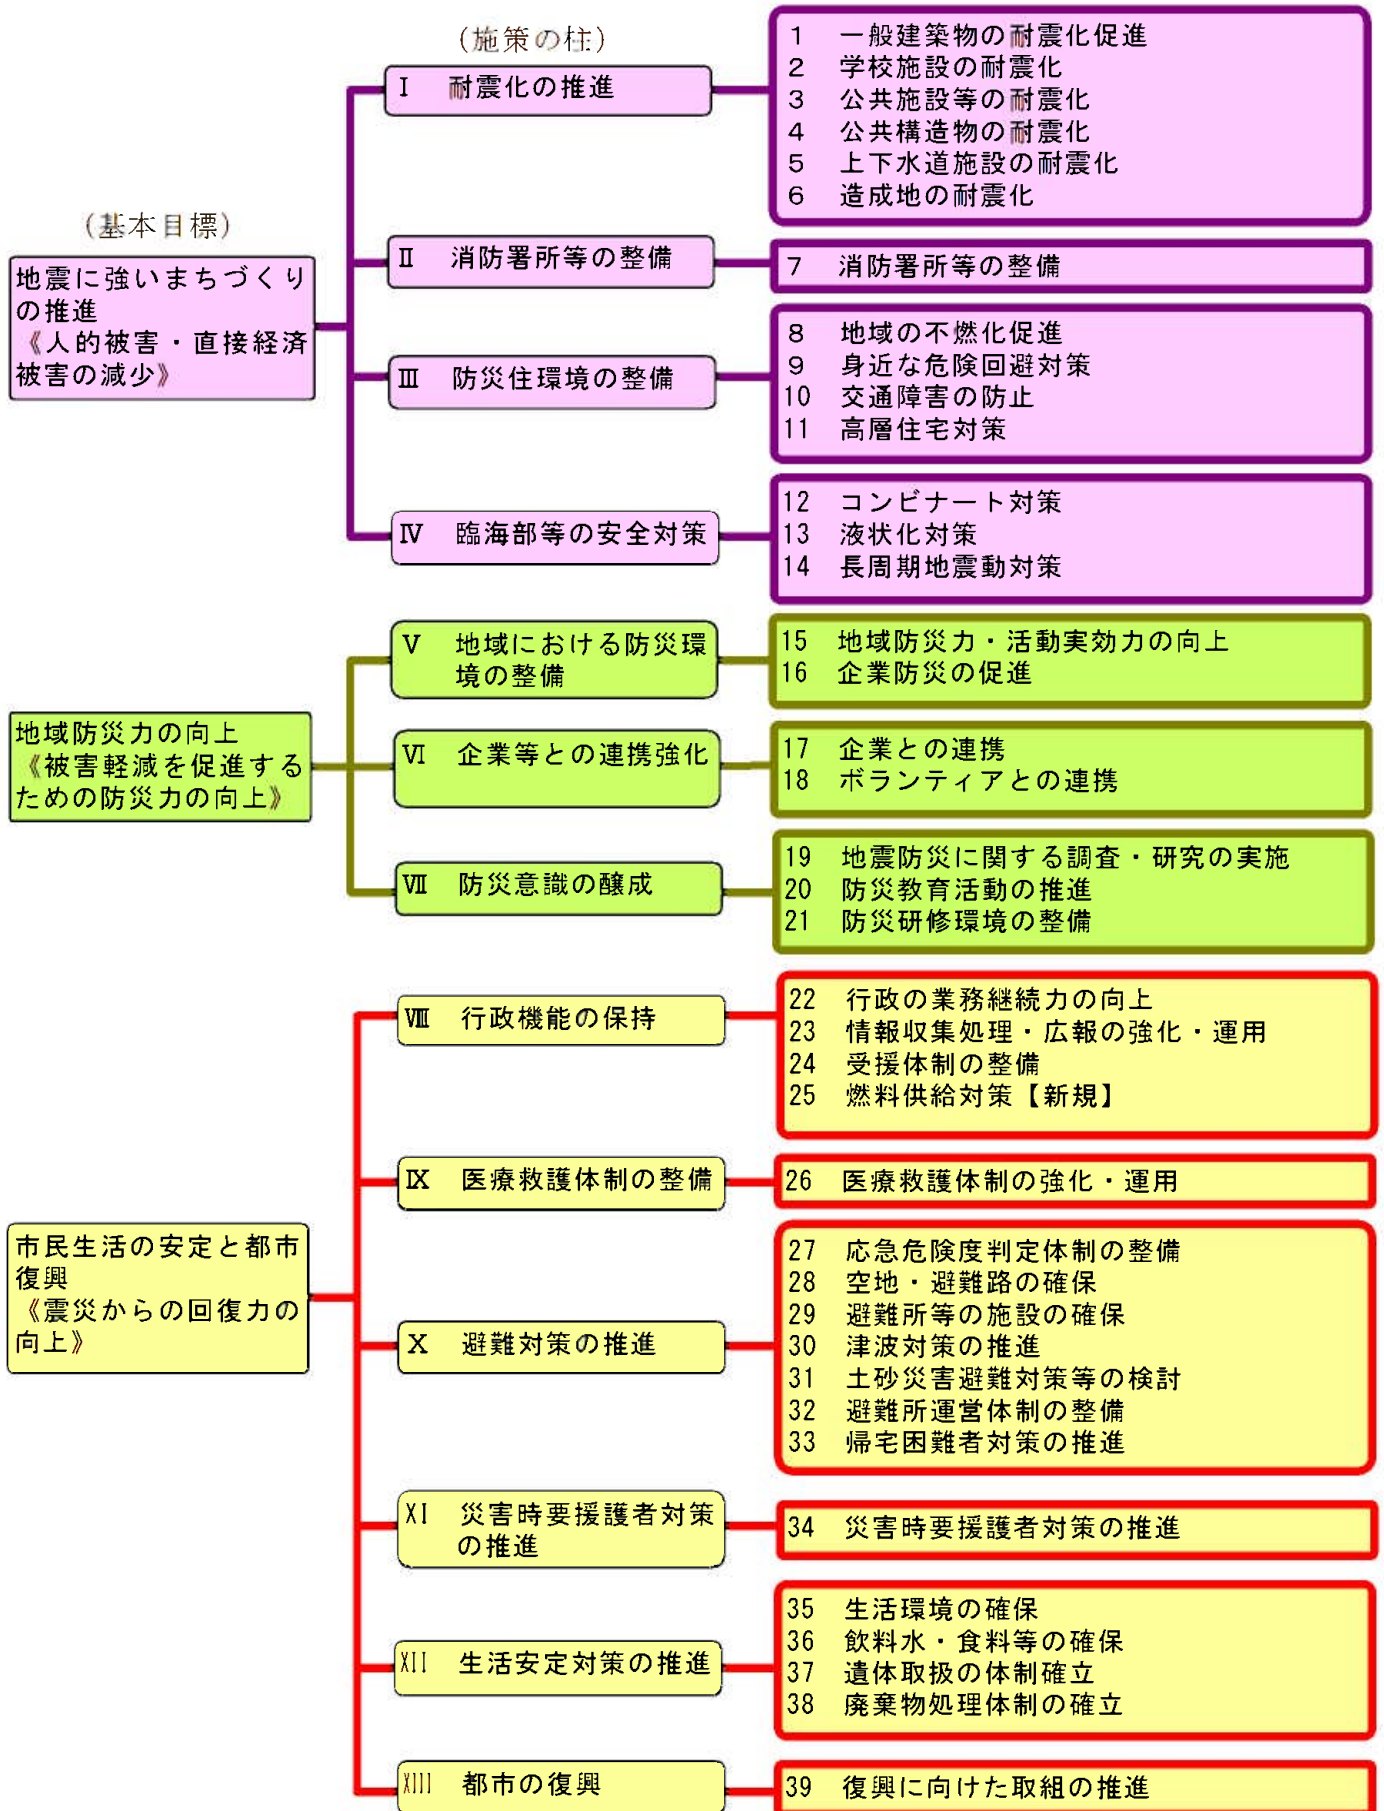 (施策の柱)
(基本目標)
地震に強いまちづくり
の推進
《人的被害・直接経済
被害の減少》
Ⅰ 耐震化の推進
1 一般建築物の耐震化促進
2 学校施設の耐震化
3 公共施設等の耐震化
4 公共構造物の耐震化
5 上下水道施設の耐震化
6 造成地の耐震化
Ⅱ 消防署所等の整備
7 消防署所等の整備
Ⅲ 防災住環境の整備
8 地域の不燃化促進
9 身近な危険回避対策
10 交通障害の防止
11 高層住宅対策
Ⅳ 臨海部等の安全対策
12 コンビナート対策
13 液状化対策
14 長周期地震動対策
地域防災力の向上
《被害軽減を促進する
ための防災力の向上》
Ⅴ 地域における防災環
境の整備
15 地域防災力・活動実効力の向上
16 企業防災の促進
Ⅵ 企業等との連携強化
17 企業との連携
18 ボランティアとの連携
Ⅶ 防災意識の醸成
19 地震防災に関する調査・研究の実施
20 防災教育活動の推進
21 防災研修環境の整備
市民生活の安定と都市
復興
《震災からの回復力の
向上》
Ⅷ 行政機能の保持
22 行政の業務継続力の向上
23 情報収集処理・広報の強化・運用
24 受援体制の整備
25 燃料供給対策【新規】
Ⅸ 医療救護体制の整備
26 医療救護体制の強化・運用
Ⅹ 避難対策の推進
27 応急危険度判定体制の整備
28 空地・避難路の確保
29 避難所等の施設の確保
30 津波対策の推進
31 土砂災害避難対策等の検討
32 避難所運営体制の整備
33 帰宅困難者対策の推進
XI 災害時要援護者対策
の推進
34 災害時要援護者対策の推進
XII 生活安定対策の推進
35 生活環境の確保
36 飲料水・食料等の確保
37 遺体取扱の体制確立
38 廃棄物処理体制の確立
XIII 都市の復興
39 復興に向けた取組の推進